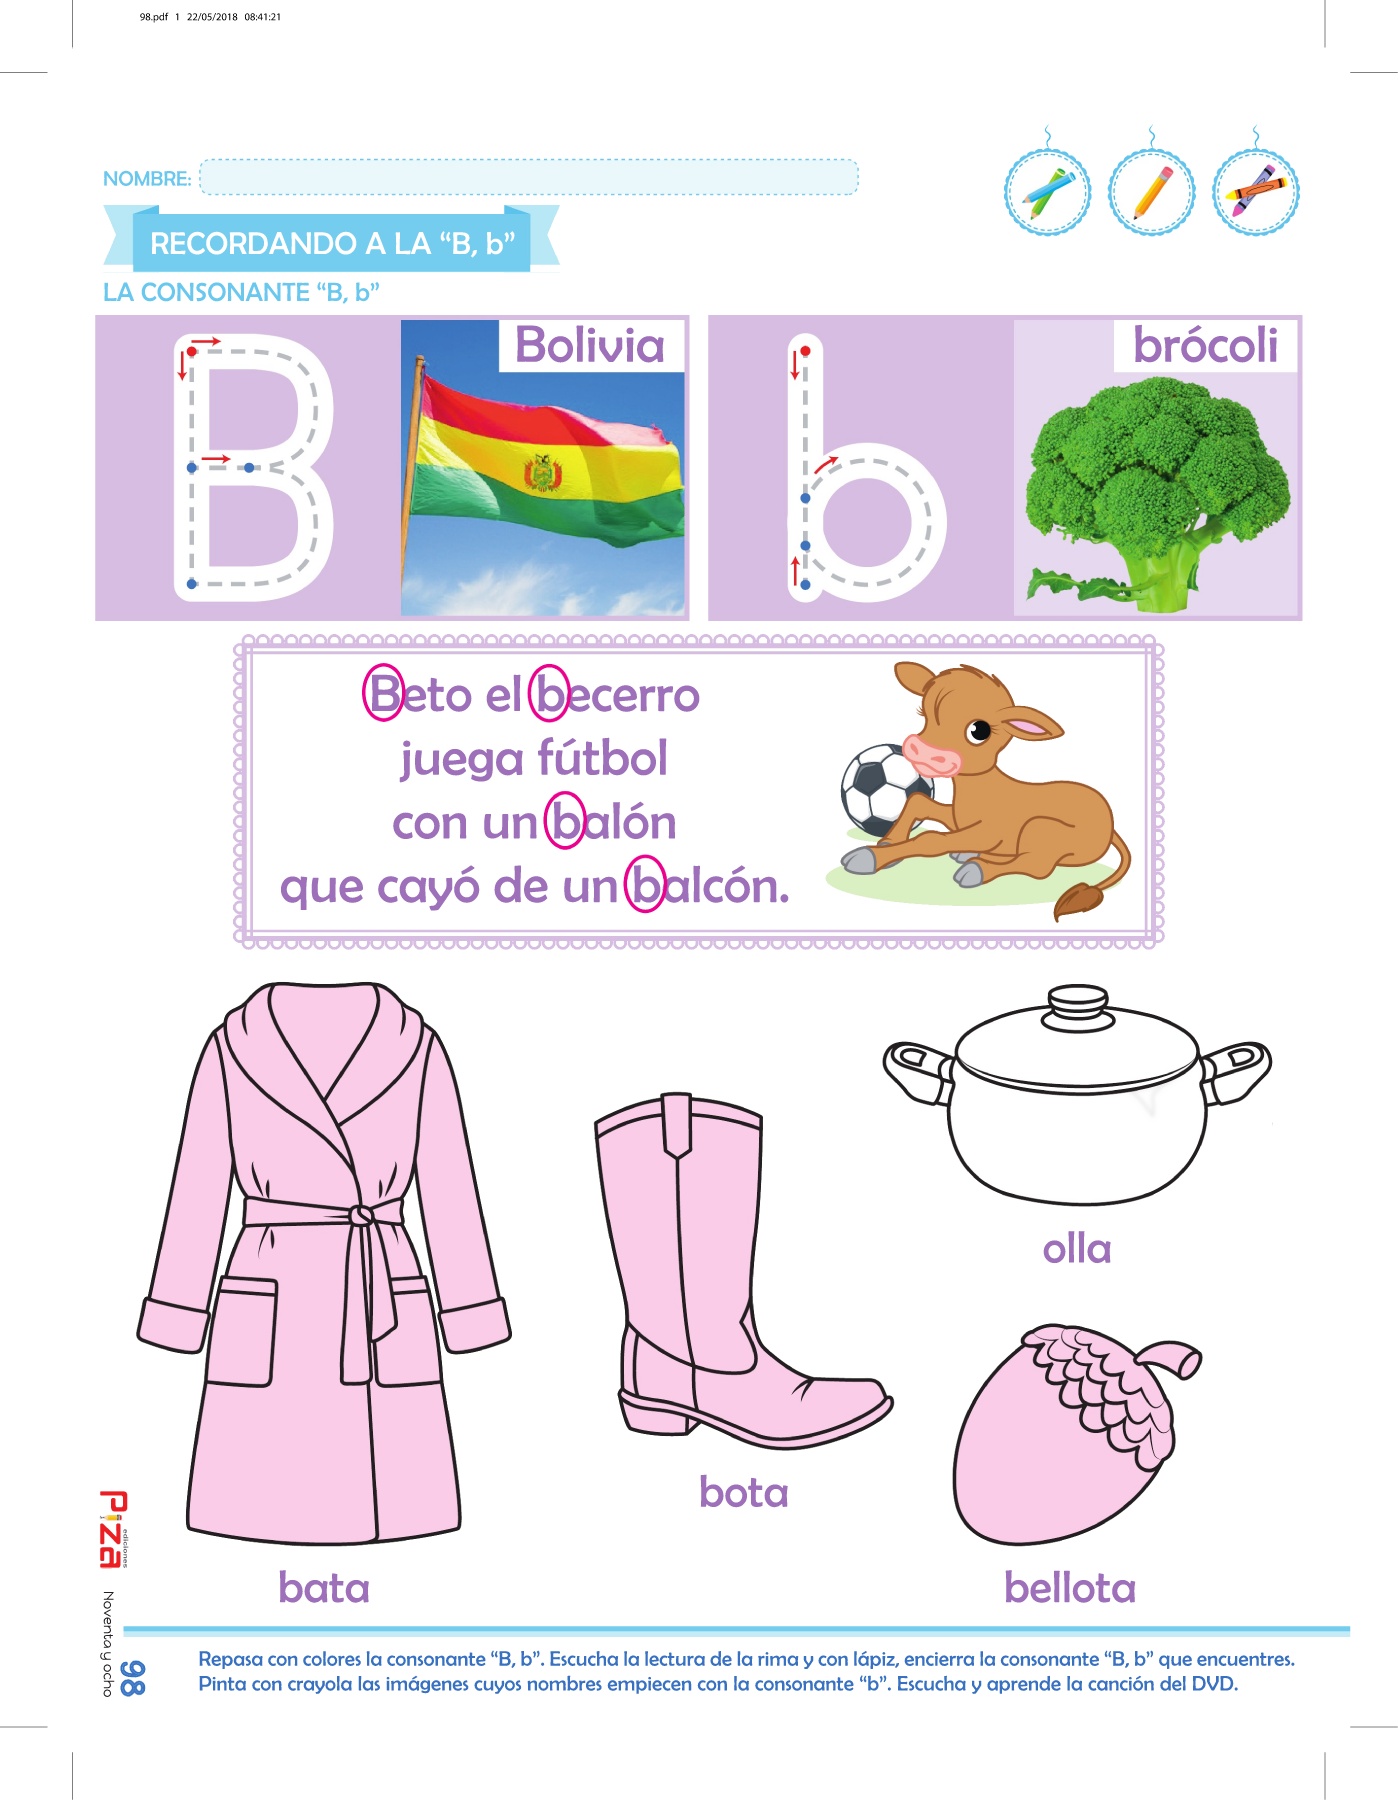 98.pdf 1 22/05/2018 08:41:21
NOMBRE:
RECORDANDO A LA “B, b”
LA CONSONANTE “B, b”
B
Bolivia
b
brócoli
Beto el becerro
juega fútbol
con un balón
que cayó de un balcón.
olla
bota
bata
bellota
Piza
ediciones
Noventa y ocho
98
Repasa con colores la consonante “B, b”. Escucha la lectura de la rima y con lápiz, encierra la consonante “B, b” que encuentres.
Pinta con crayola las imágenes cuyos nombres empiecen con la consonante “b”. Escucha y aprende la canción del DVD.